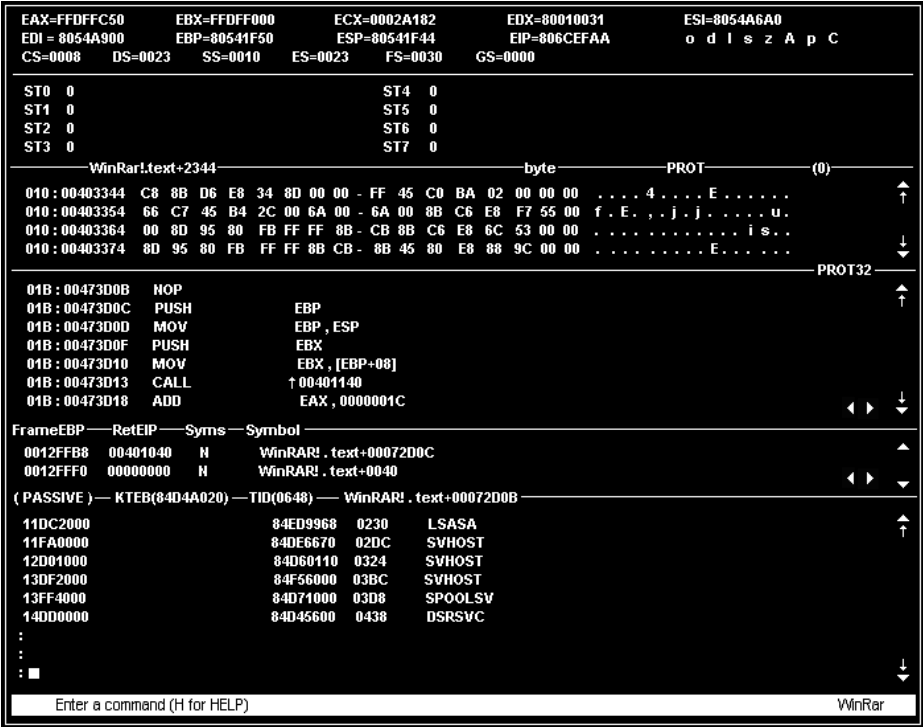 EAX=FFDFFC50 EBX=FFDFF000 ECX=0002A182 EDX=80010031 ESI=8054A6A0
EDI = 8054A900 EBP=80541F50 ESP=80541F44 EIP=806CEFAA o d I s z A p C
CS=0008 DS=0023 SS=0010 ES=0023 FS=0030 GS=0000
ST0 0 ST4 0
ST1 0 ST5 0
ST2 0 ST6 0
ST3 0 ST7 0
WinRar!.text+2344 byte PROT (0)
010:00403344 C8 8B D6 E8 34 8D 00 00 - FF 45 C0 BA 02 00 00 00 . . . . 4 . . . . E . . . . . .
010:00403354 66 C7 45 B4 2C 00 6A 00 - 6A 00 8B C6 E8 F7 55 00 f . E . , . j . j . . . . . u .
010:00403364 00 8D 95 80 FB FF FF 8B - CB 8B C6 E8 6C 53 00 00 . . . . . . . . . . . . i s . .
010:00403374 8D 95 80 FB FF FF 8B CB - 8B 45 80 E8 88 9C 00 00 . . . . . . . . . E . . . . . .
PROT32
01B : 00473D0B NOP
01B : 00473D0C PUSH EBP
01B : 00473D0D MOV EBP , ESP
01B : 00473D0F PUSH EBX
01B : 00473D10 MOV EBX , [EBP+08]
01B : 00473D13 CALL ↑00401140
01B : 00473D18 ADD EAX , 0000001C
FrameEBP RetEIP Syms Symbol
0012FFB8 00401040 N WinRAR! . text+00072D0C
0012FFF0 00000000 N WinRAR! . text+0040
( PASSIVE ) KTEB(84D4A020) TID(0648) WinRAR! . text+00072D0B
11DC2000 84ED9968 0230 LSASA
11FA0000 84DE6670 02DC SVHOST
12D01000 84D60110 0324 SVHOST
13DF2000 84F56000 03BC SVHOST
13FF4000 84D71000 03D8 SPOOLSV
14DD0000 84D45600 0438 DSRSVC
:
:
:
Enter a command (H for HELP) WinRar